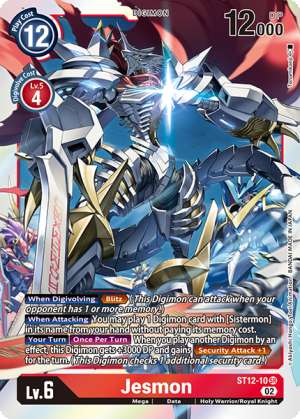 Play Cost
12
DIGIMON
DP
12000
Digivolve Cost
Lv.5
4
When Digivolving Blitz (This Digimon can attack when your
opponent has 1 or more memory.)
When Attacking You may play 1 Digimon card with [Sistermon]
in its name from your hand without paying its memory cost.
Your Turn Once Per Turn When you play another Digimon by an
effect, this Digimon gets +3000 DP and gains Security Attack +1
for the turn. (This Digimon checks 1 additional security card.)
ST12-10 SR
Lv.6
Jesmon
02
Mega | Data | Holy Warrior/Royal Knight